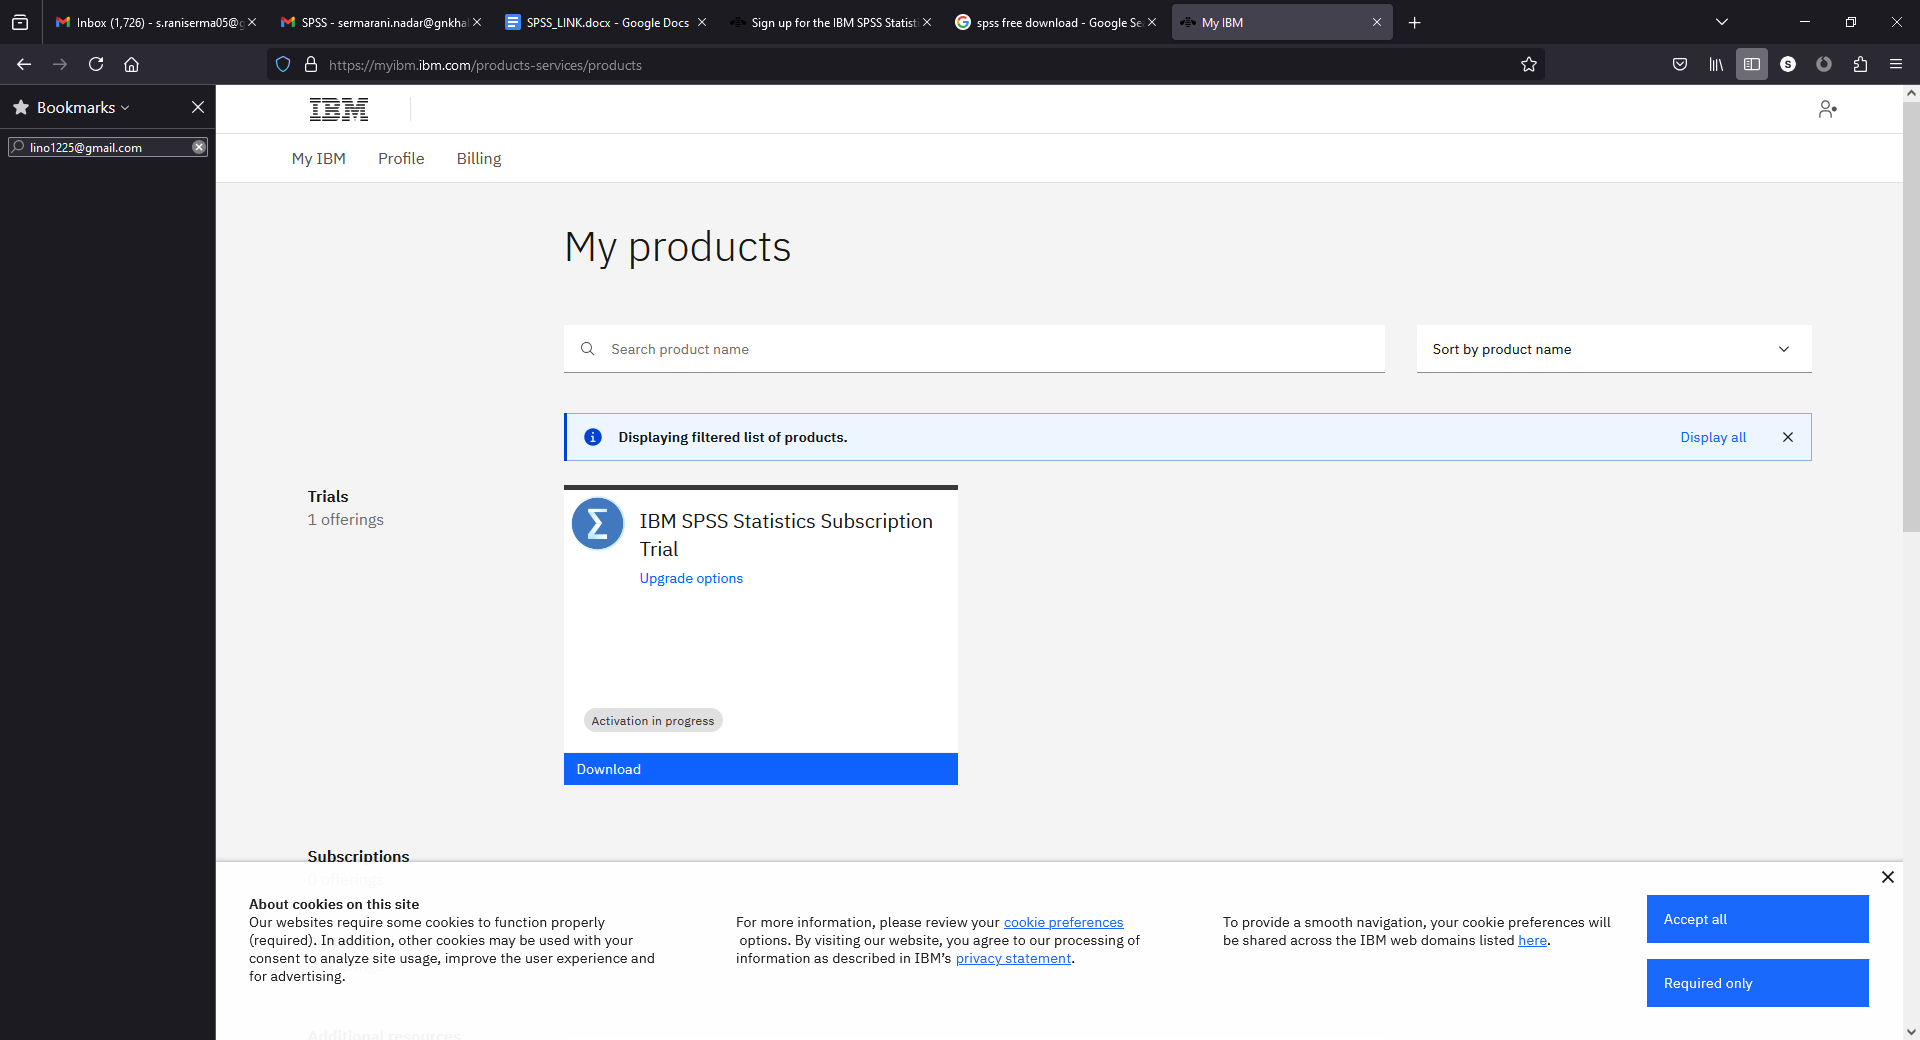 Inbox (1,726) - s.raniserma05@g
SPSS - sermarani.nadar@gnkhal
SPSS_LINK.docx - Google Docs
Sign up for the IBM SPSS Statist
spss free download - Google Se
My IBM
https://myibm.ibm.com/products-services/products
Bookmarks
lino1225@gmail.com
IBM
My IBM Profile Billing
My products
Search product name
Sort by product name
Displaying filtered list of products.
Display all
Trials
1 offerings
IBM SPSS Statistics Subscription
Trial
Upgrade options
Activation in progress
Download
Subscriptions
0 offerings
About cookies on this site
Our websites require some cookies to function properly
(required). In addition, other cookies may be used with your
consent to analyze site usage, improve the user experience and
for advertising.
For more information, please review your cookie preferences
options. By visiting our website, you agree to our processing of
information as described in IBM’s privacy statement.
To provide a smooth navigation, your cookie preferences will
be shared across the IBM web domains listed here.
Accept all
Required only
Additional resources